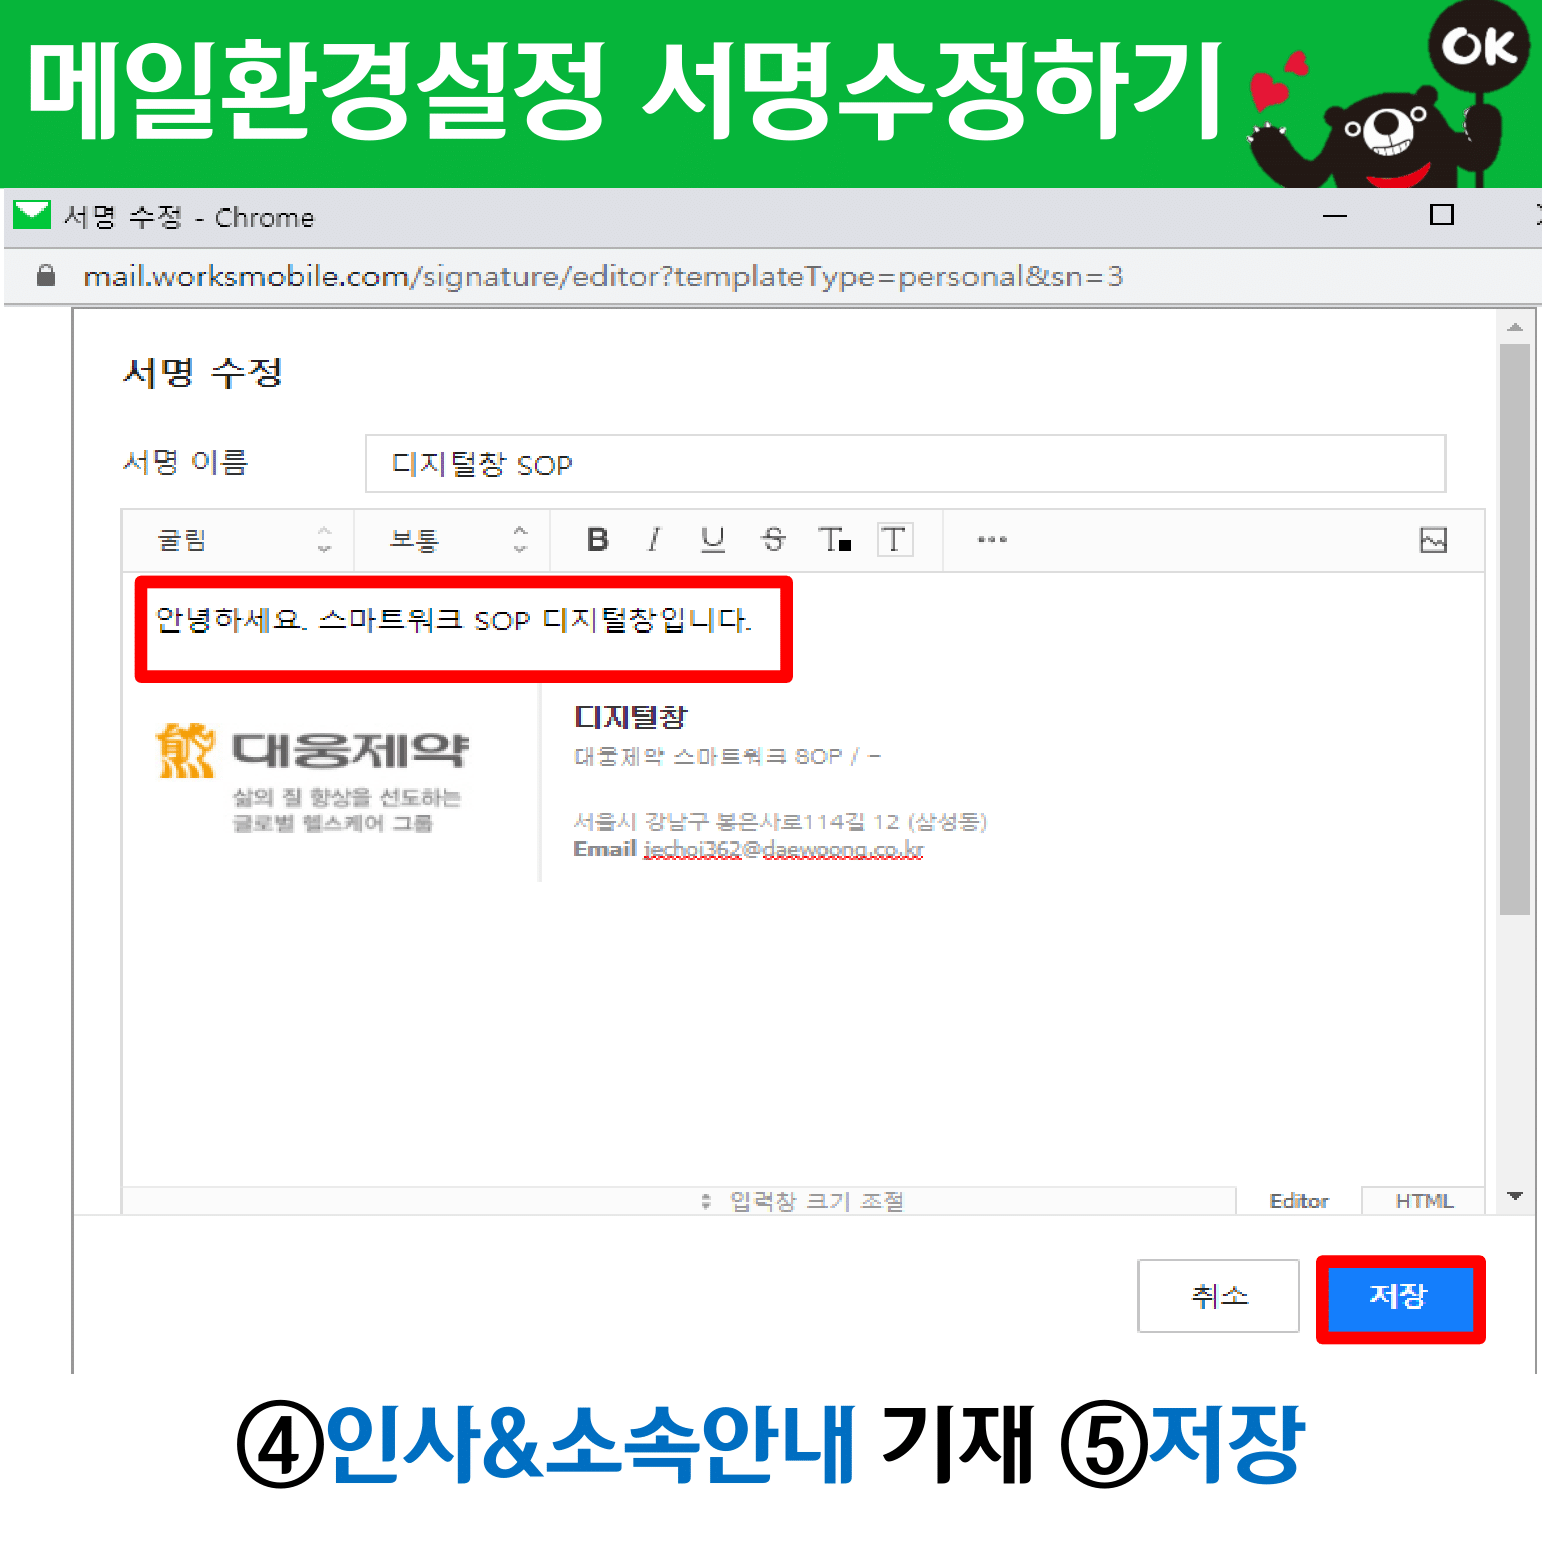 메일환경설정 서명수정하기
OK
서명 수정 - Chrome
mail.worksmobile.com/signature/editor?templateType=personal&sn=3
서명 수정
서명 이름
디지털창 SOP
굴림
보통
B I U S T T ···
안녕하세요. 스마트워크 SOP 디지털창입니다.
대웅제약
삶의 질 향상을 선도하는
글로벌 헬스케어 그룹
디지털창
대웅제약 스마트워크 SOP / -
서울시 강남구 봉은사로114길 12 (삼성동)
Email jechoi362@daewoong.co.kr
입력창 크기 조절
Editor
HTML
취소
저장
④인사&소속안내 기재 ⑤저장